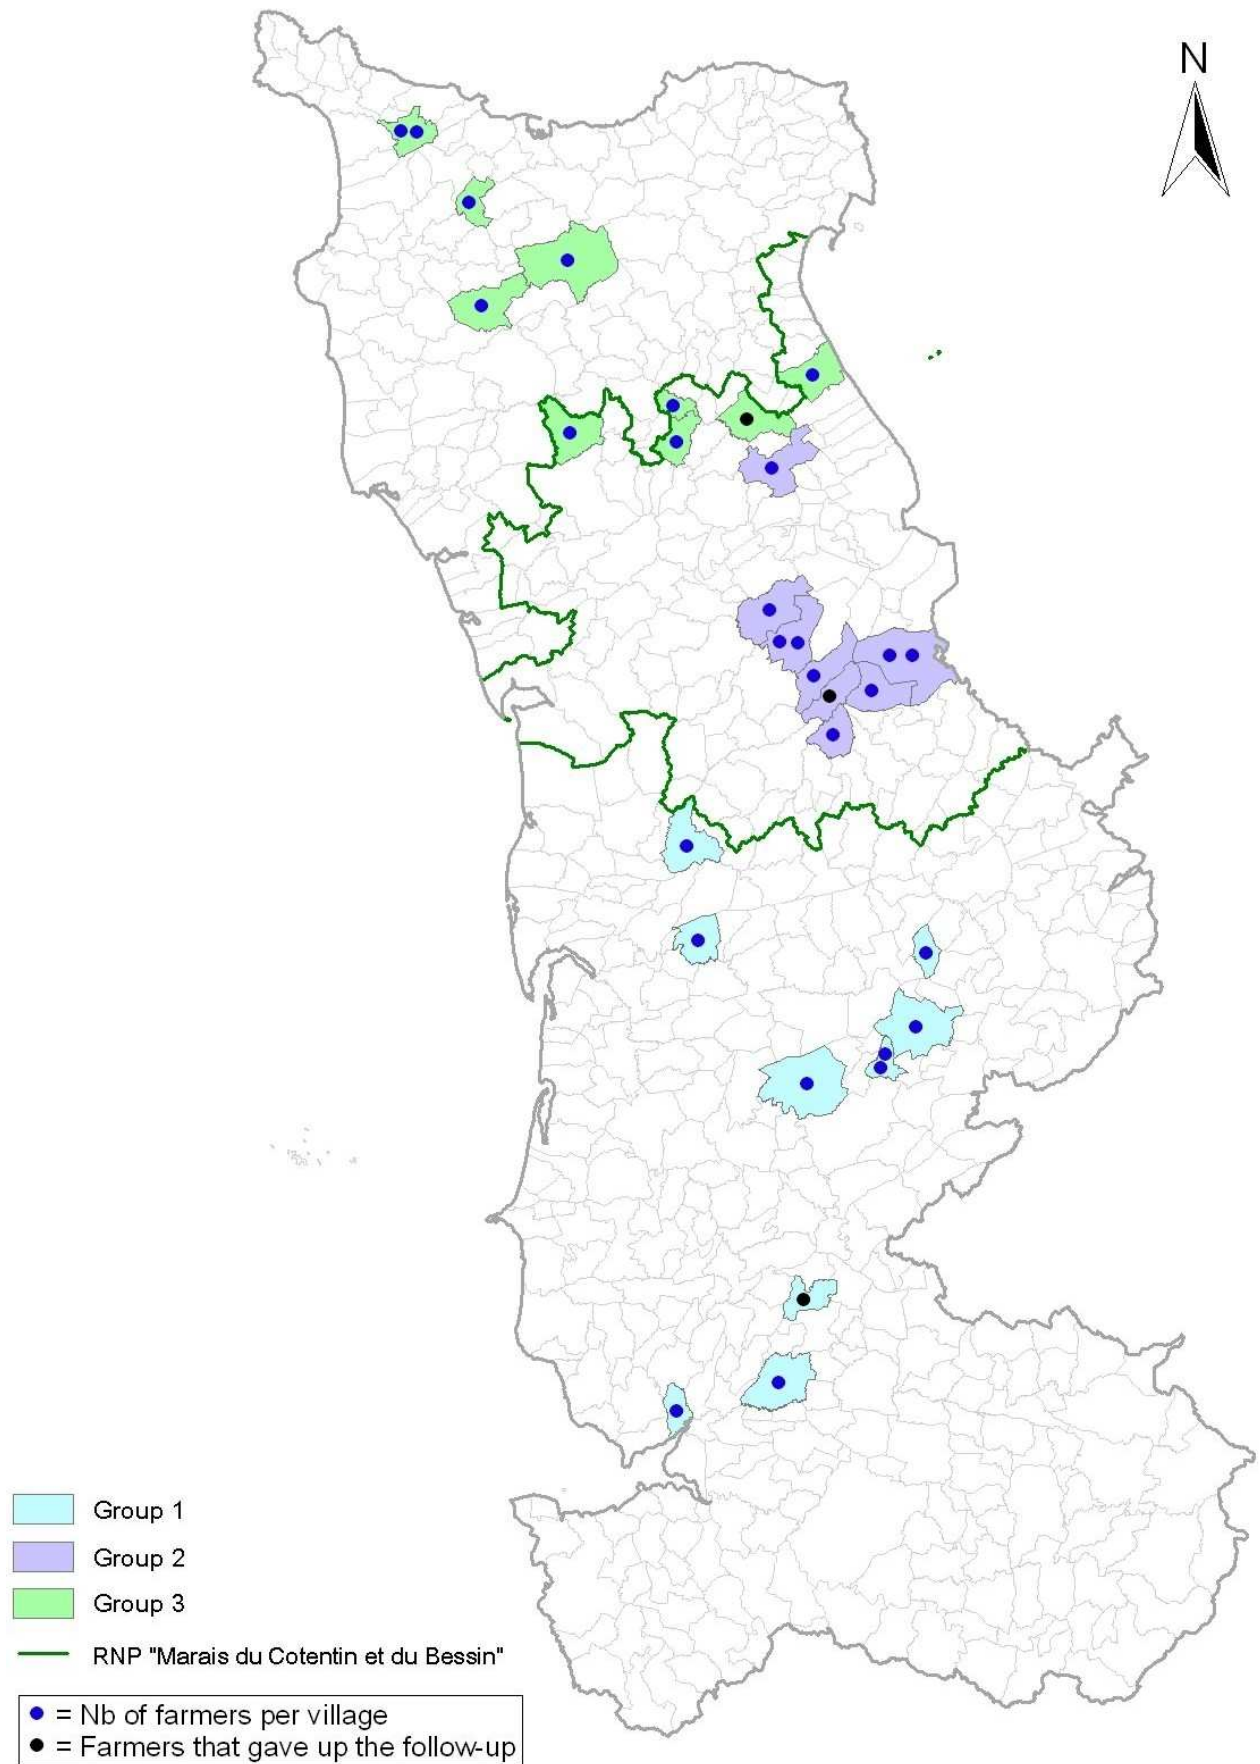 N
Group 1
Group 2
Group 3
RNP "Marais du Cotentin et du Bessin"
= Nb of farmers per village
= Farmers that gave up the follow-up